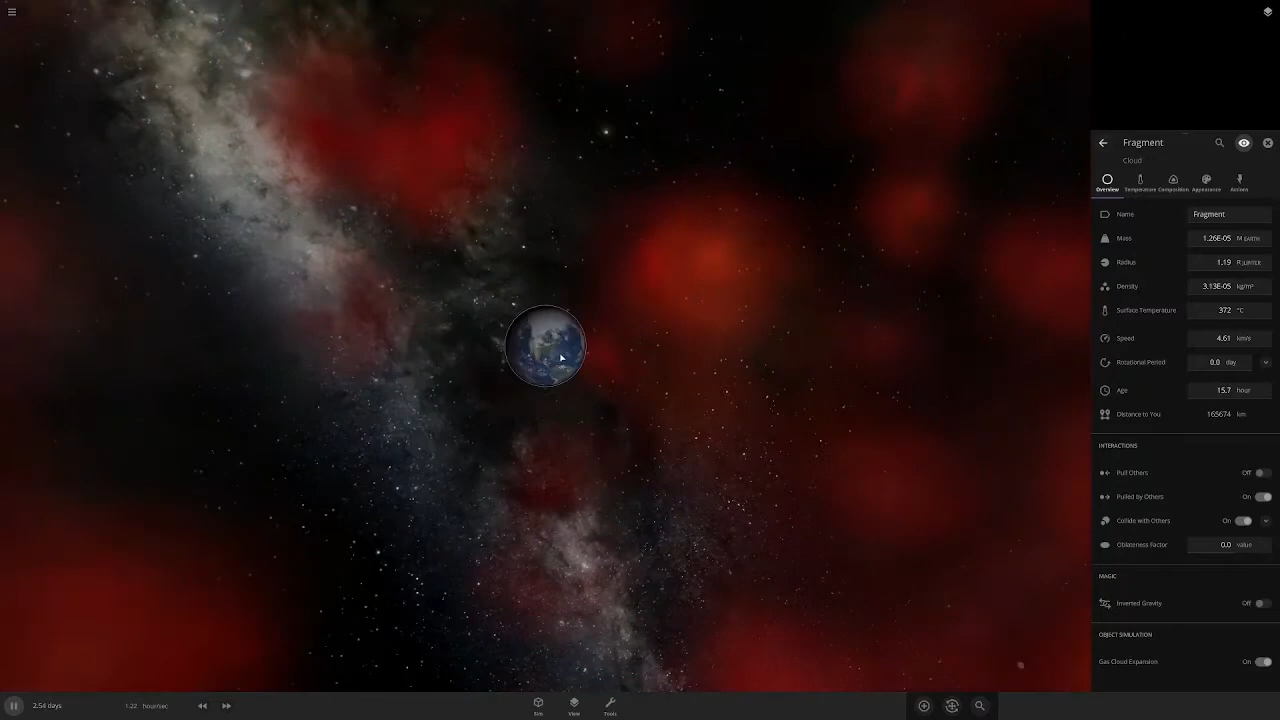 Fragment
Cloud
Overview Temperature Composition Appearance Actions
Name Fragment
Mass 1.26E-05 M EARTH
Radius 1.19 R JUPITER
Density 3.13E-05 kg/m³
Surface Temperature 372 °C
Speed 4.61 km/s
Rotational Period 0.0 day
Age 15.7 hour
Distance to You 165674 km
INTERACTIONS
Pull Others Off
Pulled by Others On
Collide with Others On
Oblateness Factor 0.0 value
MAGIC
Inverted Gravity Off
OBJECT SIMULATION
Gas Cloud Expansion On
2.54 days 1.22 hour/sec
Sim View Tools